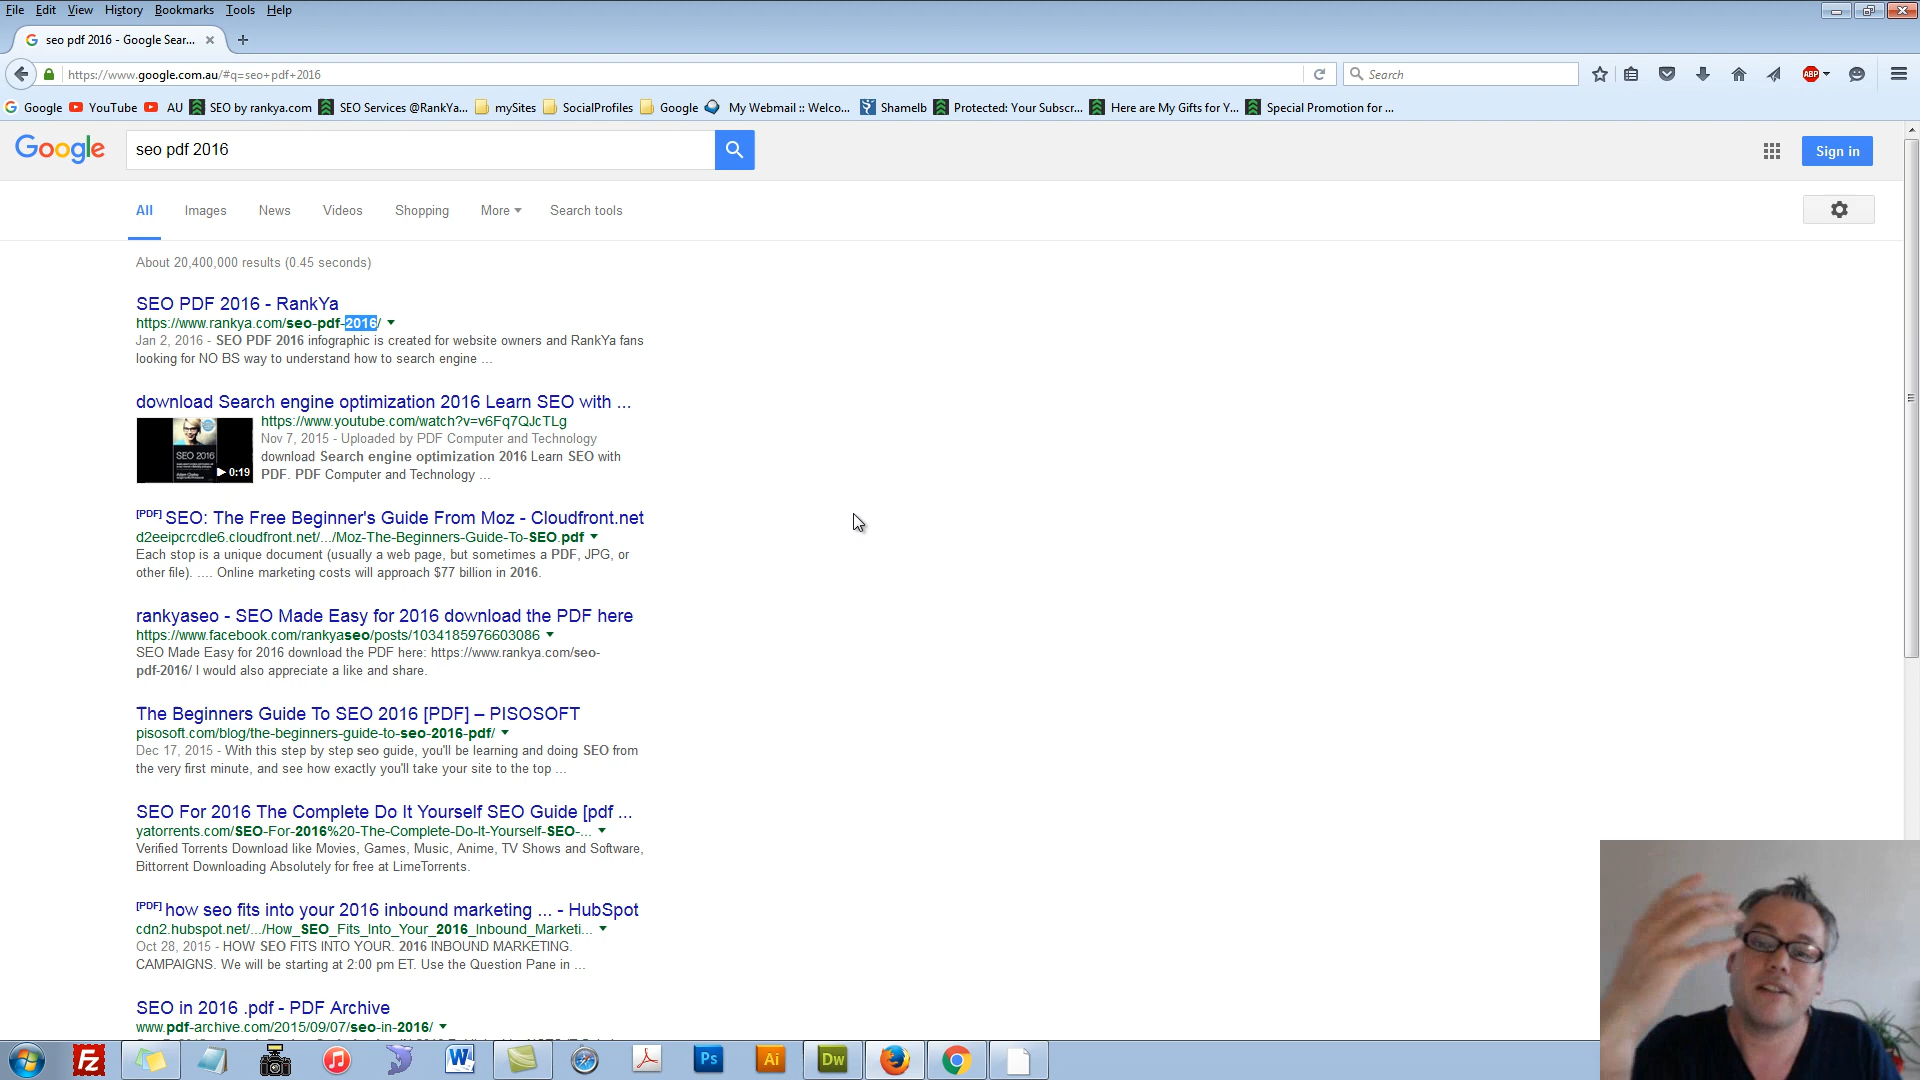 File Edit View History Bookmarks Tools Help
seo pdf 2016 - Google Sear...
https://www.google.com.au/#q=seo+pdf+2016
Search
ABP
Google YouTube AU SEO by rankya.com SEO Services @RankYa... mySites SocialProfiles Google My Webmail :: Welco... Shamelb Protected: Your Subscr... Here are My Gifts for Y... Special Promotion for ...
Google
seo pdf 2016
Sign in
All Images News Videos Shopping More Search tools
About 20,400,000 results (0.45 seconds)
SEO PDF 2016 - RankYa
https://www.rankya.com/seo-pdf-2016/
Jan 2, 2016 - SEO PDF 2016 infographic is created for website owners and RankYa fans
looking for NO BS way to understand how to search engine ...
download Search engine optimization 2016 Learn SEO with ...
https://www.youtube.com/watch?v=v6Fq7QJcTLg
Nov 7, 2015 - Uploaded by PDF Computer and Technology
download Search engine optimization 2016 Learn SEO with
PDF. PDF Computer and Technology ...
SEO 2016
0:19
[PDF] SEO: The Free Beginner's Guide From Moz - Cloudfront.net
d2eeipcrcdle6.cloudfront.net/.../Moz-The-Beginners-Guide-To-SEO.pdf
Each stop is a unique document (usually a web page, but sometimes a PDF, JPG, or
other file). .... Online marketing costs will approach $77 billion in 2016.
rankyaseo - SEO Made Easy for 2016 download the PDF here
https://www.facebook.com/rankyaseo/posts/1034185976603086
SEO Made Easy for 2016 download the PDF here: https://www.rankya.com/seo-
pdf-2016/ I would also appreciate a like and share.
The Beginners Guide To SEO 2016 [PDF] – PISOSOFT
pisosoft.com/blog/the-beginners-guide-to-seo-2016-pdf/
Dec 17, 2015 - With this step by step seo guide, you'll be learning and doing SEO from
the very first minute, and see how exactly you'll take your site to the top ...
SEO For 2016 The Complete Do It Yourself SEO Guide [pdf ...
yatorrents.com/SEO-For-2016%20-The-Complete-Do-It-Yourself-SEO-...
Verified Torrents Download like Movies, Games, Music, Anime, TV Shows and Software,
Bittorrent Downloading Absolutely for free at LimeTorrents.
[PDF] how seo fits into your 2016 inbound marketing ... - HubSpot
cdn2.hubspot.net/.../How_SEO_Fits_Into_Your_2016_Inbound_Marketi...
Oct 28, 2015 - HOW SEO FITS INTO YOUR. 2016 INBOUND MARKETING.
CAMPAIGNS. We will be starting at 2:00 pm ET. Use the Question Pane in ...
SEO in 2016 .pdf - PDF Archive
www.pdf-archive.com/2015/09/07/seo-in-2016/
Fz W Ps Ai Dw